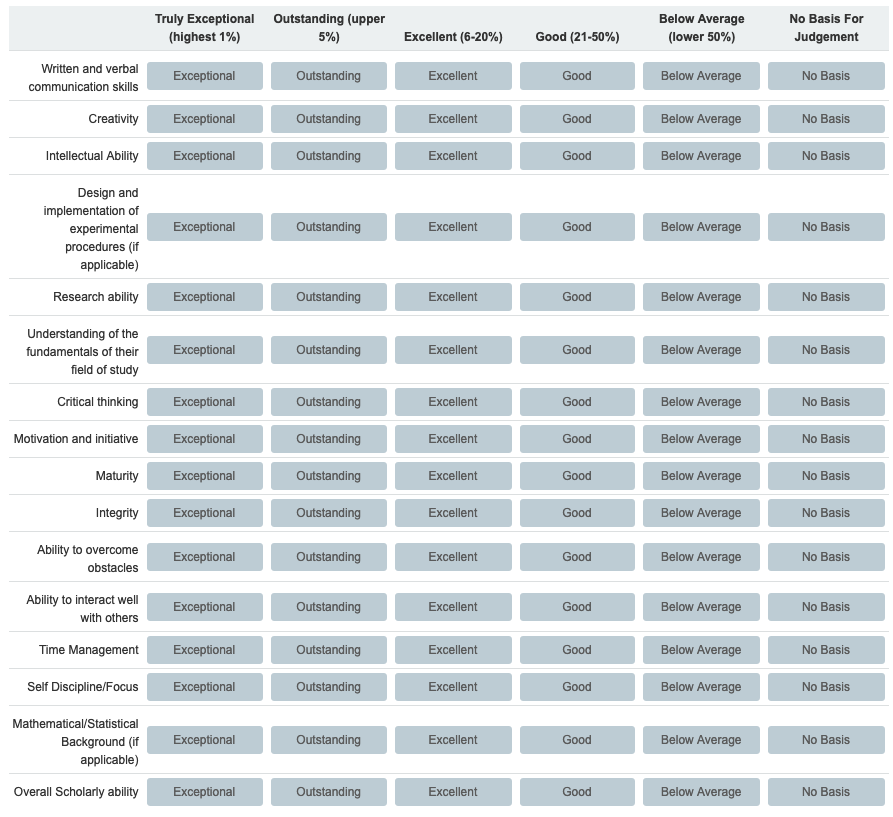 Truly Exceptional (highest 1%) Outstanding (upper 5%) Excellent (6-20%) Good (21-50%) Below Average (lower 50%) No Basis For Judgement
Written and verbal communication skills Exceptional Outstanding Excellent Good Below Average No Basis
Creativity Exceptional Outstanding Excellent Good Below Average No Basis
Intellectual Ability Exceptional Outstanding Excellent Good Below Average No Basis
Design and implementation of experimental procedures (if applicable) Exceptional Outstanding Excellent Good Below Average No Basis
Research ability Exceptional Outstanding Excellent Good Below Average No Basis
Understanding of the fundamentals of their field of study Exceptional Outstanding Excellent Good Below Average No Basis
Critical thinking Exceptional Outstanding Excellent Good Below Average No Basis
Motivation and initiative Exceptional Outstanding Excellent Good Below Average No Basis
Maturity Exceptional Outstanding Excellent Good Below Average No Basis
Integrity Exceptional Outstanding Excellent Good Below Average No Basis
Ability to overcome obstacles Exceptional Outstanding Excellent Good Below Average No Basis
Ability to interact well with others Exceptional Outstanding Excellent Good Below Average No Basis
Time Management Exceptional Outstanding Excellent Good Below Average No Basis
Self Discipline/Focus Exceptional Outstanding Excellent Good Below Average No Basis
Mathematical/Statistical Background (if applicable) Exceptional Outstanding Excellent Good Below Average No Basis
Overall Scholarly ability Exceptional Outstanding Excellent Good Below Average No Basis